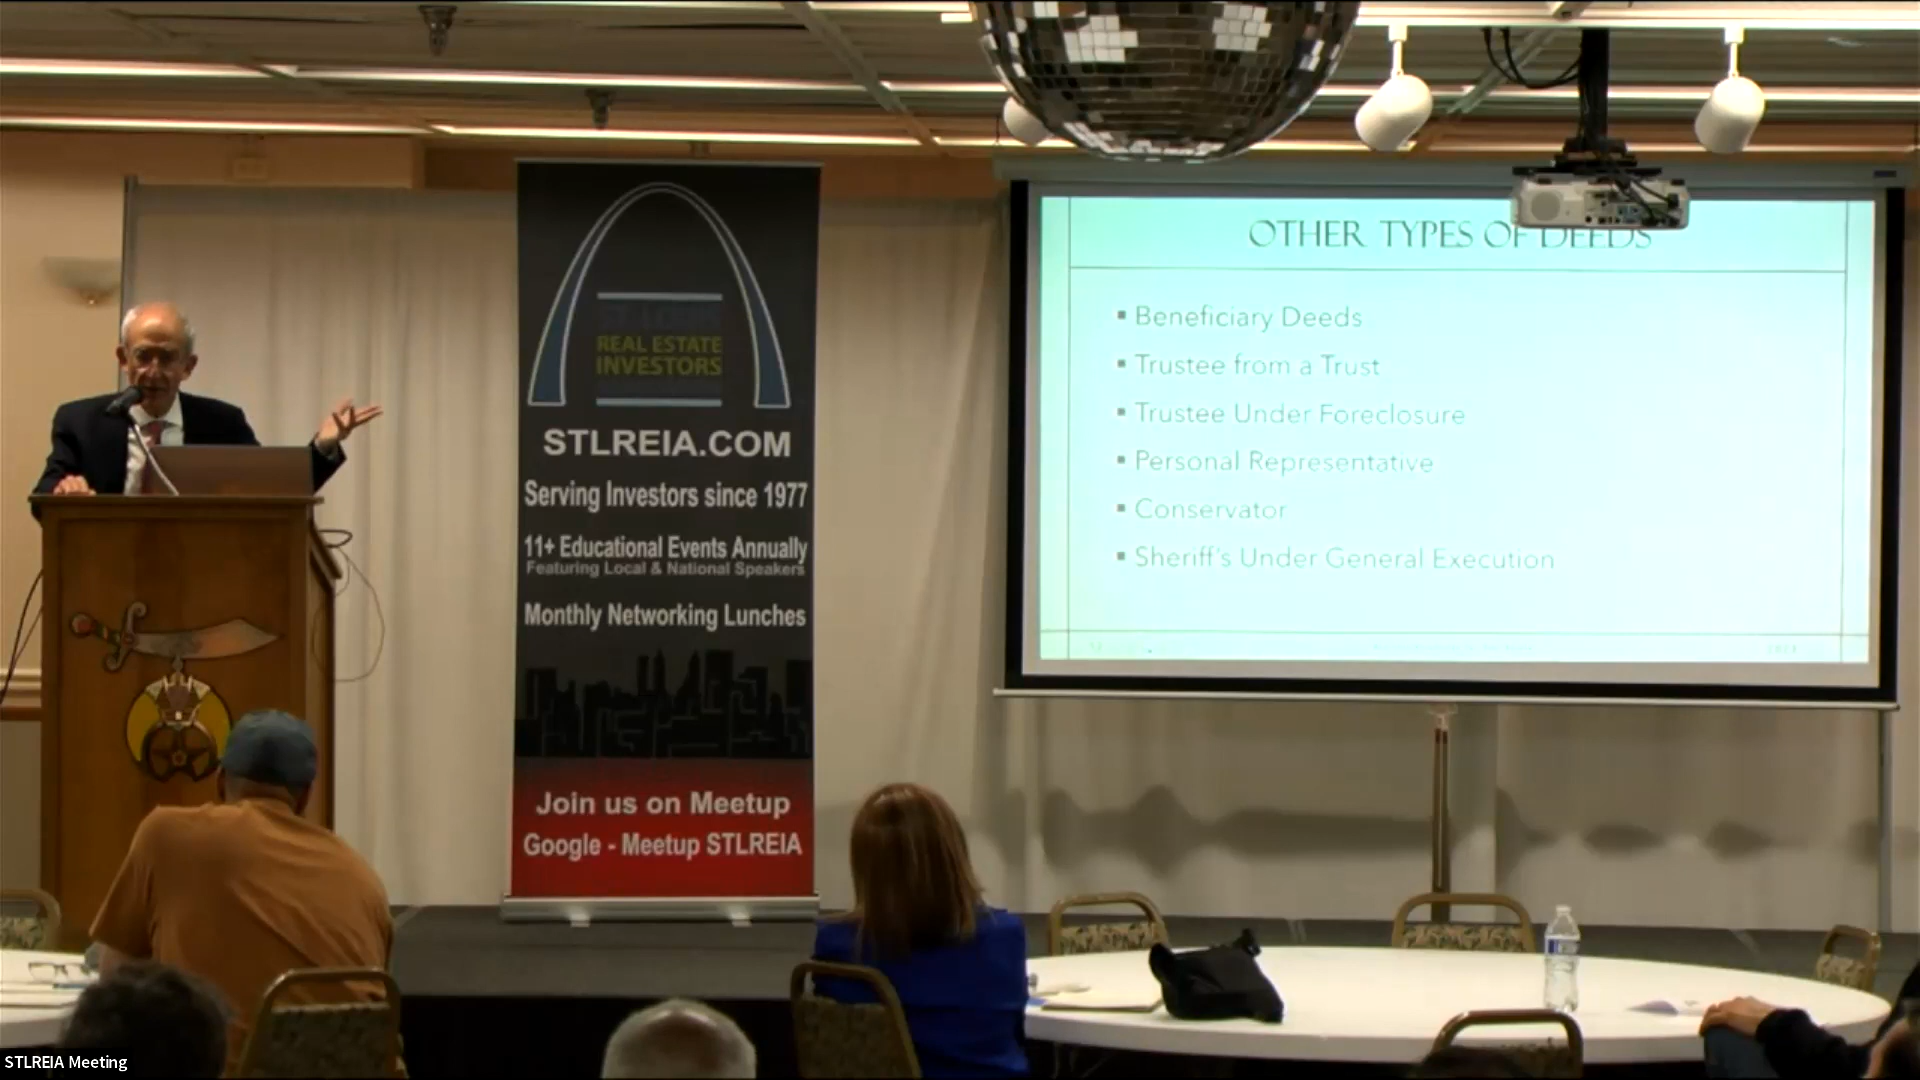 ST. LOUIS
REAL ESTATE
INVESTORS
STLREIA.COM
Serving Investors since 1977
11+ Educational Events Annually
Featuring Local & National Speakers
Monthly Networking Lunches
Join us on Meetup
Google - Meetup STLREIA
OTHER TYPES OF DEEDS
▪ Beneficiary Deeds
▪ Trustee from a Trust
▪ Trustee Under Foreclosure
▪ Personal Representative
▪ Conservator
▪ Sheriff's Under General Execution
STLREIA Meeting